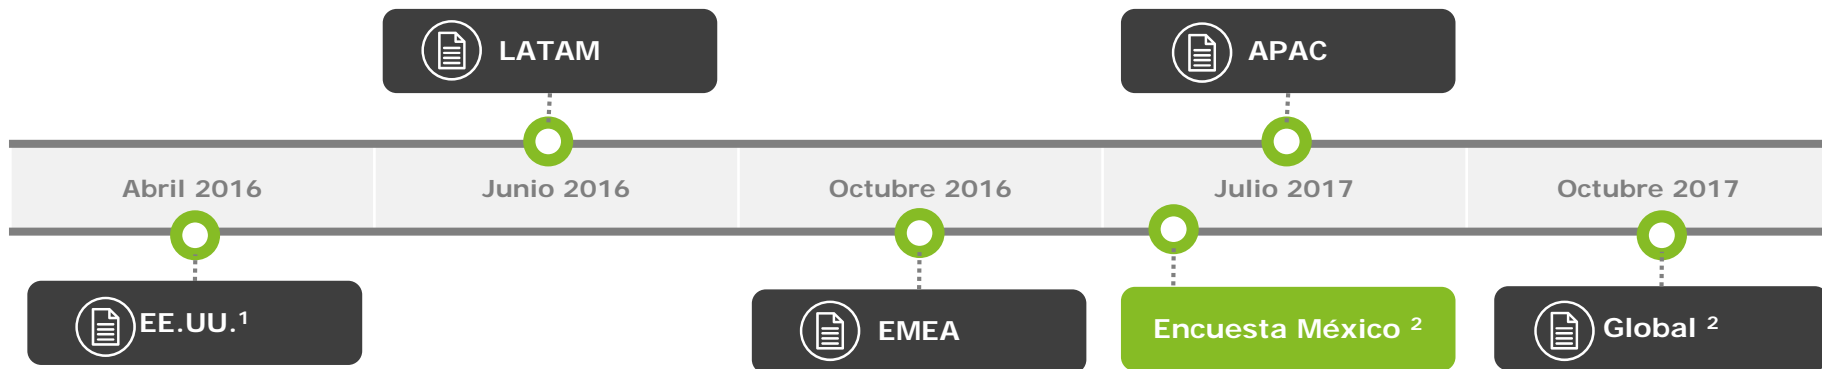 LATAM
APAC
Abril 2016
Junio 2016
Octubre 2016
Julio 2017
Octubre 2017
EE.UU.¹
EMEA
Encuesta México ²
Global ²